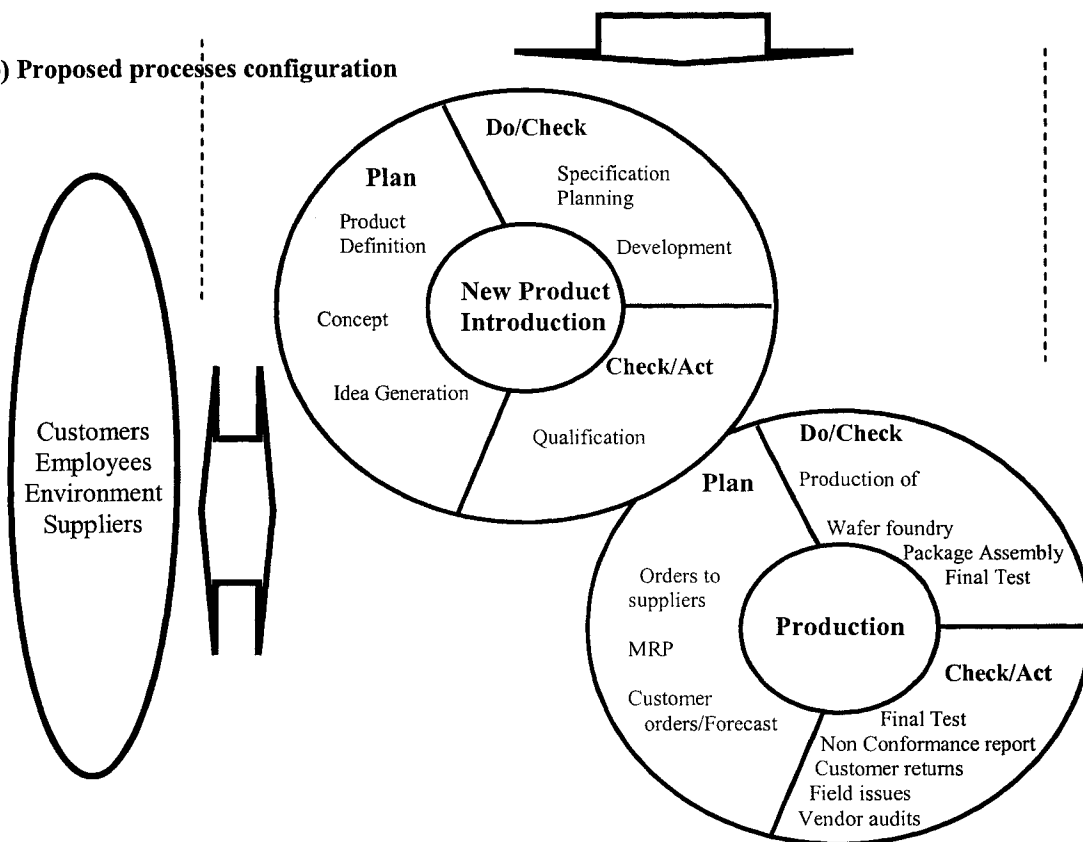 ) Proposed processes configuration
Do/Check
Specification
Planning
Plan
Product
Definition
Development
New Product
Introduction
Concept
Check/Act
Idea Generation
Qualification
Customers
Employees
Environment
Suppliers
Do/Check
Plan
Production of
Wafer foundry
Package Assembly
Final Test
Orders to
suppliers
Production
MRP
Check/Act
Customer
orders/Forecast
Final Test
Non Conformance report
Customer returns
Field issues
Vendor audits